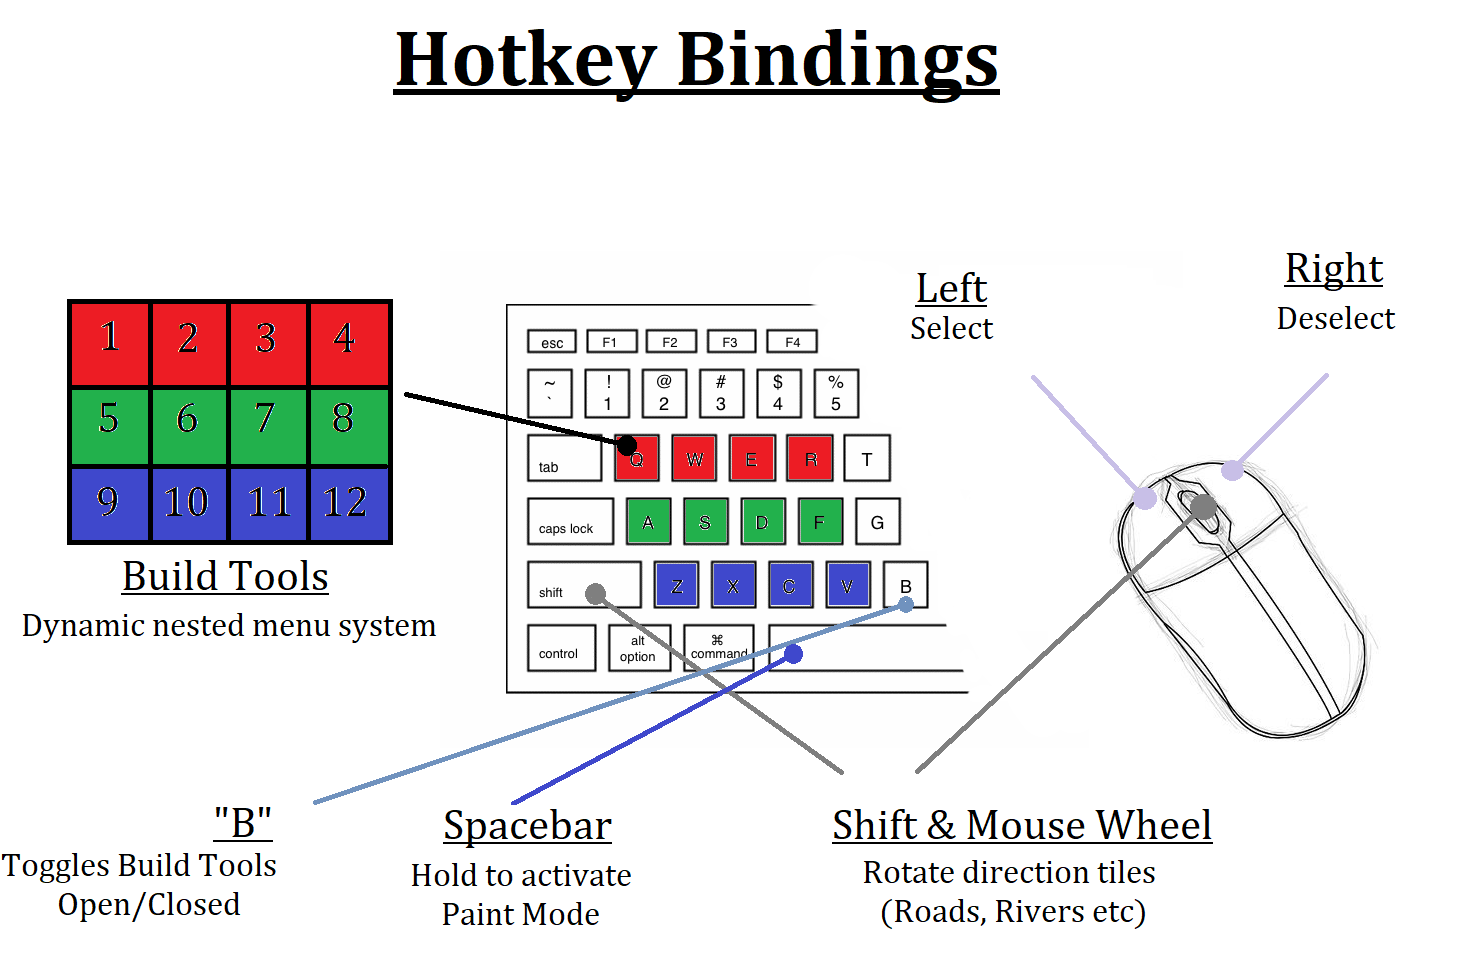 Hotkey Bindings
Left
Select
Right
Deselect
1 2 3 4
5 6 7 8
9 10 11 12
Build Tools
Dynamic nested menu system
esc F1 F2 F3 F4
~ ! @ # $ %
` 1 2 3 4 5
tab Q W E R T
caps lock A S D F G
shift Z X C V B
control alt option ⌘ command
"B"
Toggles Build Tools
Open/Closed
Spacebar
Hold to activate
Paint Mode
Shift & Mouse Wheel
Rotate direction tiles
(Roads, Rivers etc)